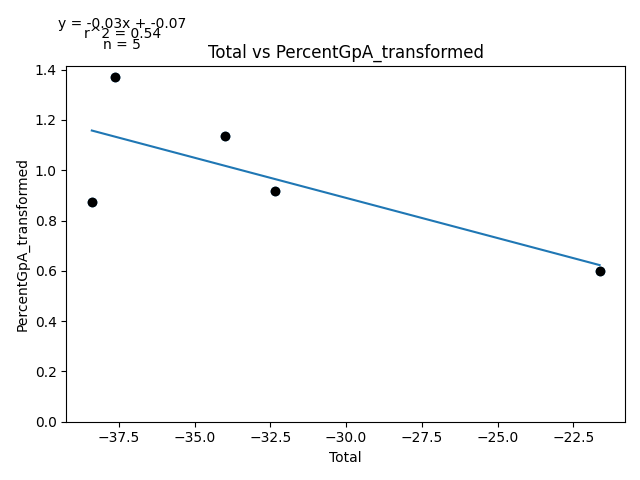 y = -0.03x + -0.07
r^2 = 0.54
n = 5
Total vs PercentGpA_transformed
PercentGpA_transformed
1.4
1.2
1.0
0.8
0.6
0.4
0.2
0.0
−37.5 −35.0 −32.5 −30.0 −27.5 −25.0 −22.5
Total